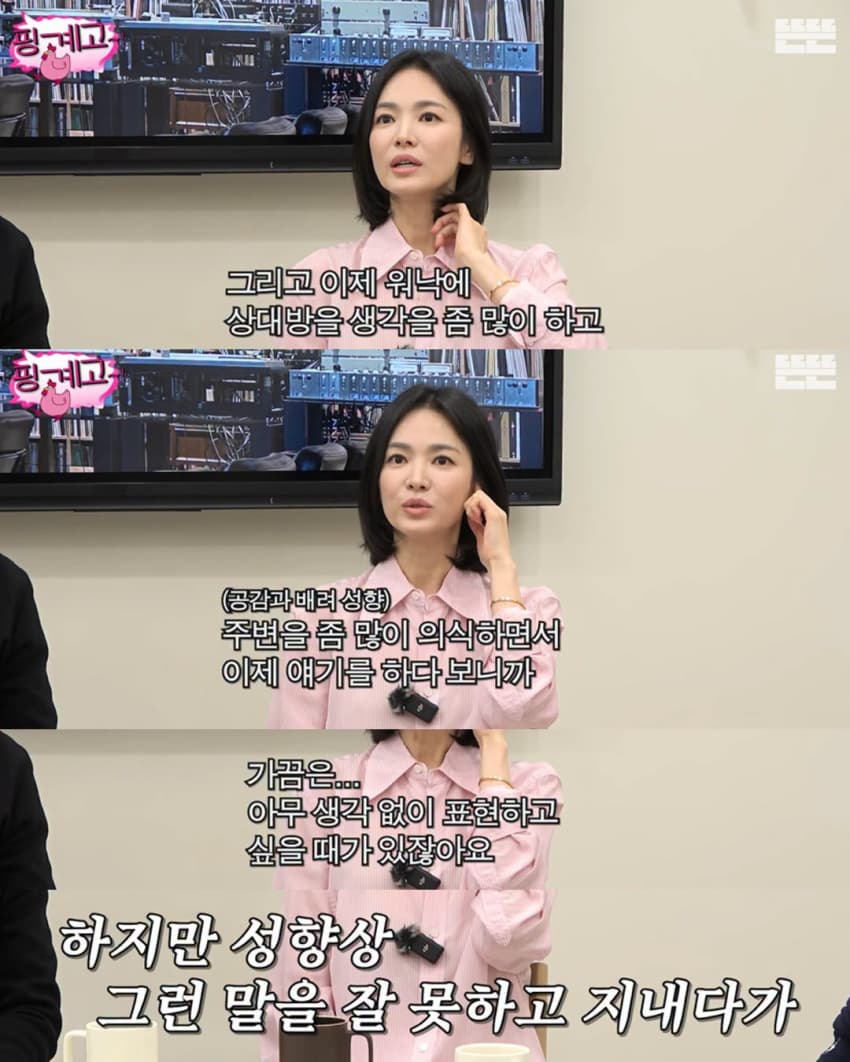 핑계고
뜬뜬
그리고 이제 워낙에
상대방을 생각을 좀 많이 하고
핑계고
뜬뜬
(공감과 배려 성향)
주변을 좀 많이 의식하면서
이제 얘기를 하다 보니까
가끔은...
아무 생각 없이 표현하고
싶을 때가 있잖아요
하지만 성향상
그런 말을 잘 못하고 지내다가